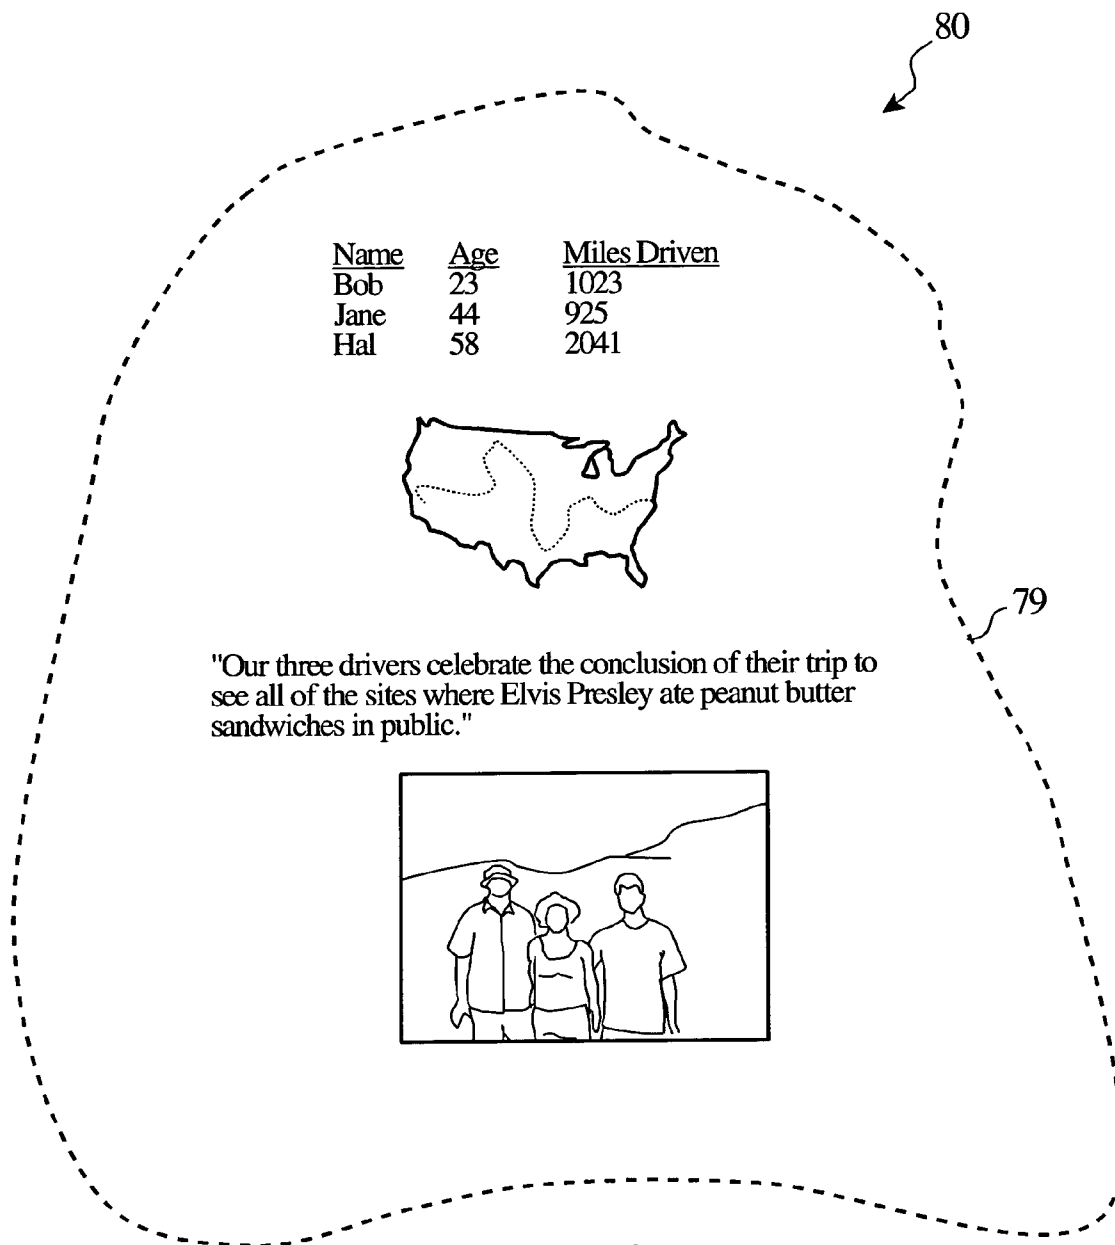 80
Name Age Miles Driven
Bob 23 1023
Jane 44 925
Hal 58 2041
79
"Our three drivers celebrate the conclusion of their trip to
see all of the sites where Elvis Presley ate peanut butter
sandwiches in public."